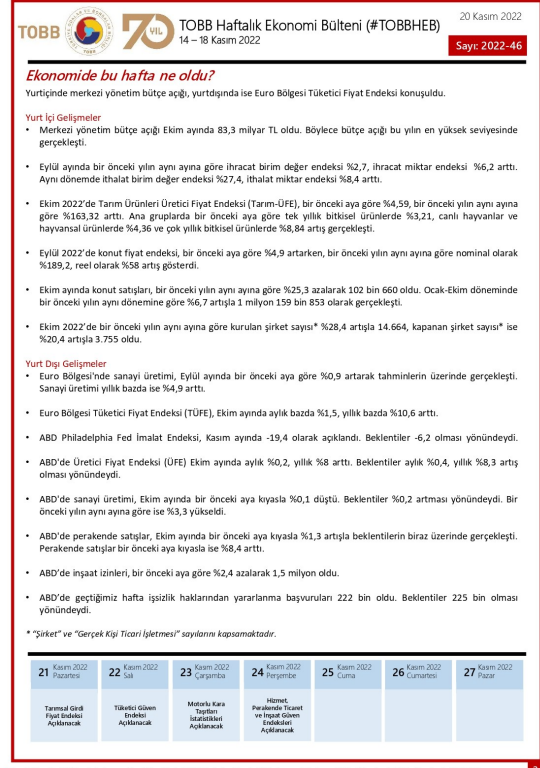 TOBB
70 YIL
TOBB Haftalık Ekonomi Bülteni (#TOBBHEB)
14 – 18 Kasım 2022
20 Kasım 2022
Sayı: 2022-46
Ekonomide bu hafta ne oldu?
Yurtiçinde merkezi yönetim bütçe açığı, yurtdışında ise Euro Bölgesi Tüketici Fiyat Endeksi konuşuldu.
Yurt İçi Gelişmeler
• Merkezi yönetim bütçe açığı Ekim ayında 83,3 milyar TL oldu. Böylece bütçe açığı bu yılın en yüksek seviyesinde
gerçekleşti.
• Eylül ayında bir önceki yılın aynı ayına göre ihracat birim değer endeksi %2,7, ihracat miktar endeksi %6,2 arttı.
Aynı dönemde ithalat birim değer endeksi %27,4, ithalat miktar endeksi %8,4 arttı.
• Ekim 2022’de Tarım Ürünleri Üretici Fiyat Endeksi (Tarım-ÜFE), bir önceki aya göre %4,59, bir önceki yılın aynı ayına
göre %163,32 arttı. Ana gruplarda bir önceki aya göre tek yıllık bitkisel ürünlerde %3,21, canlı hayvanlar ve
hayvansal ürünlerde %4,36 ve çok yıllık bitkisel ürünlerde %8,84 artış gerçekleşti.
• Eylül 2022’de konut fiyat endeksi, bir önceki aya göre %4,9 artarken, bir önceki yılın aynı ayına göre nominal olarak
%189,2, reel olarak %58 artış gösterdi.
• Ekim ayında konut satışları, bir önceki yılın aynı ayına göre %25,3 azalarak 102 bin 660 oldu. Ocak-Ekim döneminde
bir önceki yılın aynı dönemine göre %6,7 artışla 1 milyon 159 bin 853 olarak gerçekleşti.
• Ekim 2022’de bir önceki yılın aynı ayına göre kurulan şirket sayısı* %28,4 artışla 14.664, kapanan şirket sayısı* ise
%20,4 artışla 3.755 oldu.
Yurt Dışı Gelişmeler
• Euro Bölgesi'nde sanayi üretimi, Eylül ayında bir önceki aya göre %0,9 artarak tahminlerin üzerinde gerçekleşti.
Sanayi üretimi yıllık bazda ise %4,9 arttı.
• Euro Bölgesi Tüketici Fiyat Endeksi (TÜFE), Ekim ayında aylık bazda %1,5, yıllık bazda %10,6 arttı.
• ABD Philadelphia Fed İmalat Endeksi, Kasım ayında -19,4 olarak açıklandı. Beklentiler -6,2 olması yönündeydi.
• ABD'de Üretici Fiyat Endeksi (ÜFE) Ekim ayında aylık %0,2, yıllık %8 arttı. Beklentiler aylık %0,4, yıllık %8,3 artış
olması yönündeydi.
• ABD'de sanayi üretimi, Ekim ayında bir önceki aya kıyasla %0,1 düştü. Beklentiler %0,2 artması yönündeydi. Bir
önceki yılın aynı ayına göre ise %3,3 yükseldi.
• ABD'de perakende satışlar, Ekim ayında bir önceki aya kıyasla %1,3 artışla beklentilerin biraz üzerinde gerçekleşti.
Perakende satışlar bir önceki aya kıyasla ise %8,4 arttı.
• ABD’de inşaat izinleri, bir önceki aya göre %2,4 azalarak 1,5 milyon oldu.
• ABD’de geçtiğimiz hafta işsizlik haklarından yararlanma başvuruları 222 bin oldu. Beklentiler 225 bin olması
yönündeydi.
* “Şirket” ve “Gerçek Kişi Ticari İşletmesi” sayılarını kapsamaktadır.
21 Kasım 2022 Pazartesi
22 Kasım 2022 Salı
23 Kasım 2022 Çarşamba
24 Kasım 2022 Perşembe
25 Kasım 2022 Cuma
26 Kasım 2022 Cumartesi
27 Kasım 2022 Pazar
Tarımsal Girdi
Fiyat Endeksi
Açıklanacak
Tüketici Güven
Endeksi
Açıklanacak
Motorlu Kara
Taşıtları
İstatistikleri
Açıklanacak
Hizmet,
Perakende Ticaret
ve İnşaat Güven
Endeksleri
Açıklanacak